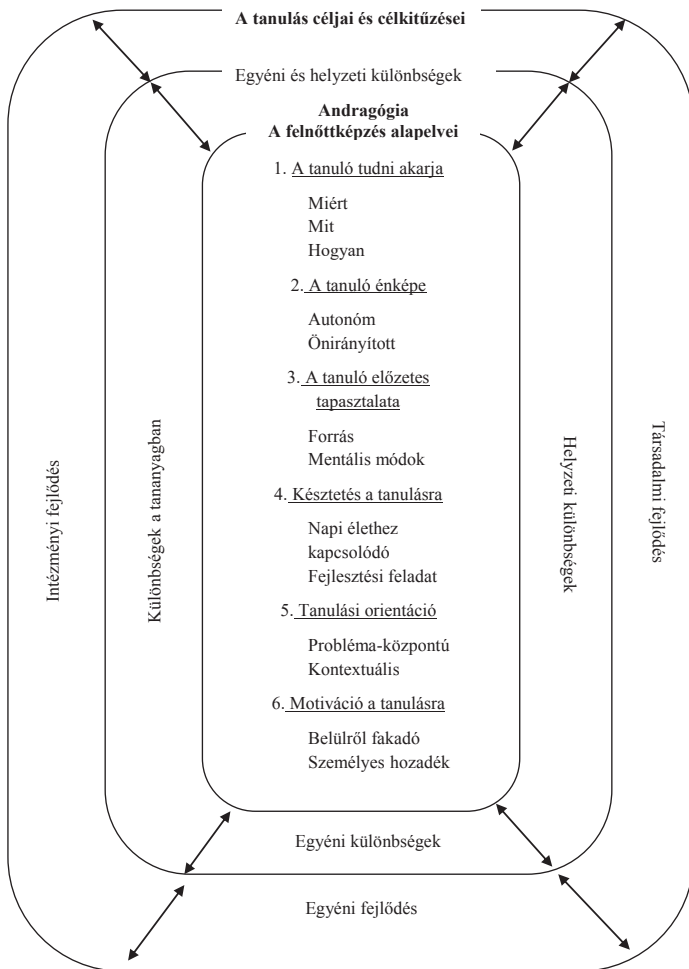 A tanulás céljai és célkitűzései
Egyéni és helyzeti különbségek
Andragógia
A felnőttképzés alapelvei
1. A tanuló tudni akarja
Miért
Mit
Hogyan
2. A tanuló énképe
Autonóm
Önirányított
3. A tanuló előzetes
tapasztalata
Forrás
Mentális módok
4. Késztetés a tanulásra
Napi élethez
kapcsolódó
Fejlesztési feladat
5. Tanulási orientáció
Probléma-központú
Kontextuális
6. Motiváció a tanulásra
Belülről fakadó
Személyes hozadék
Intézményi fejlődés
Különbségek a tananyagban
Helyzeti különbségek
Társadalmi fejlődés
Egyéni különbségek
Egyéni fejlődés